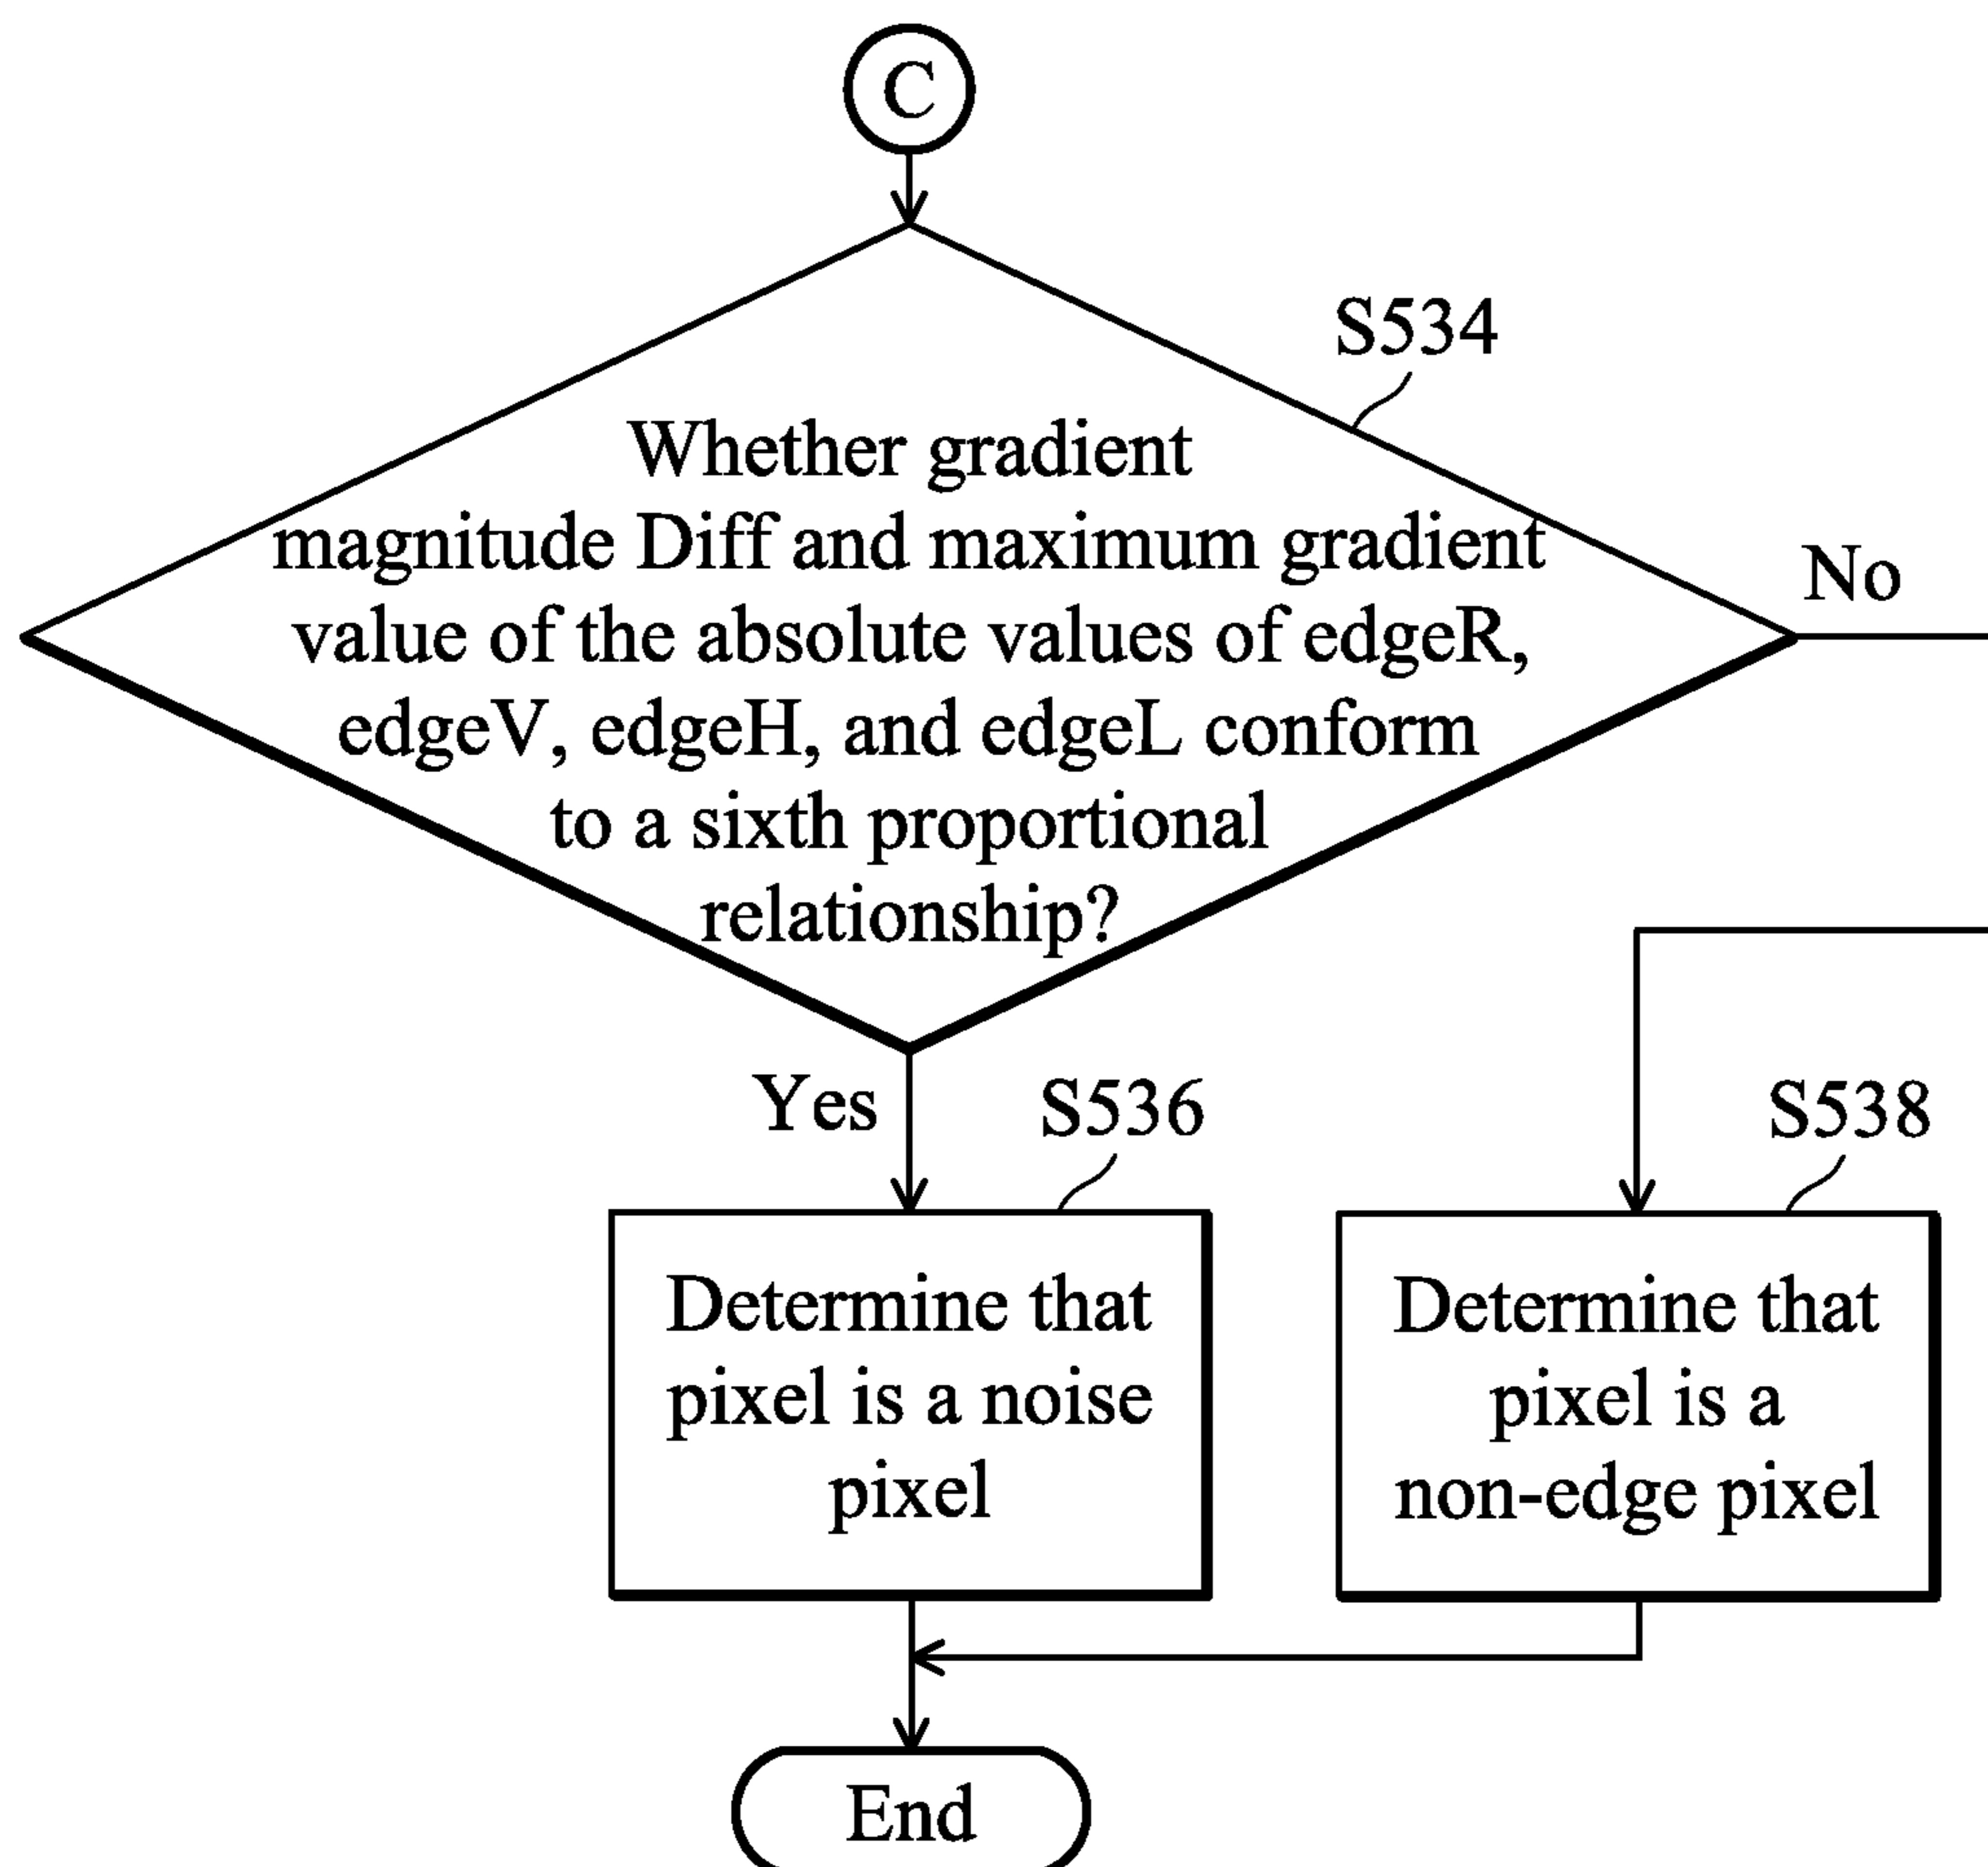 C
S534
Whether gradient
magnitude Diff and maximum gradient
value of the absolute values of edgeR,
edgeV, edgeH, and edgeL conform
to a sixth proportional
relationship?
No
Yes
S536
S538
Determine that
pixel is a noise
pixel
Determine that
pixel is a
non-edge pixel
End